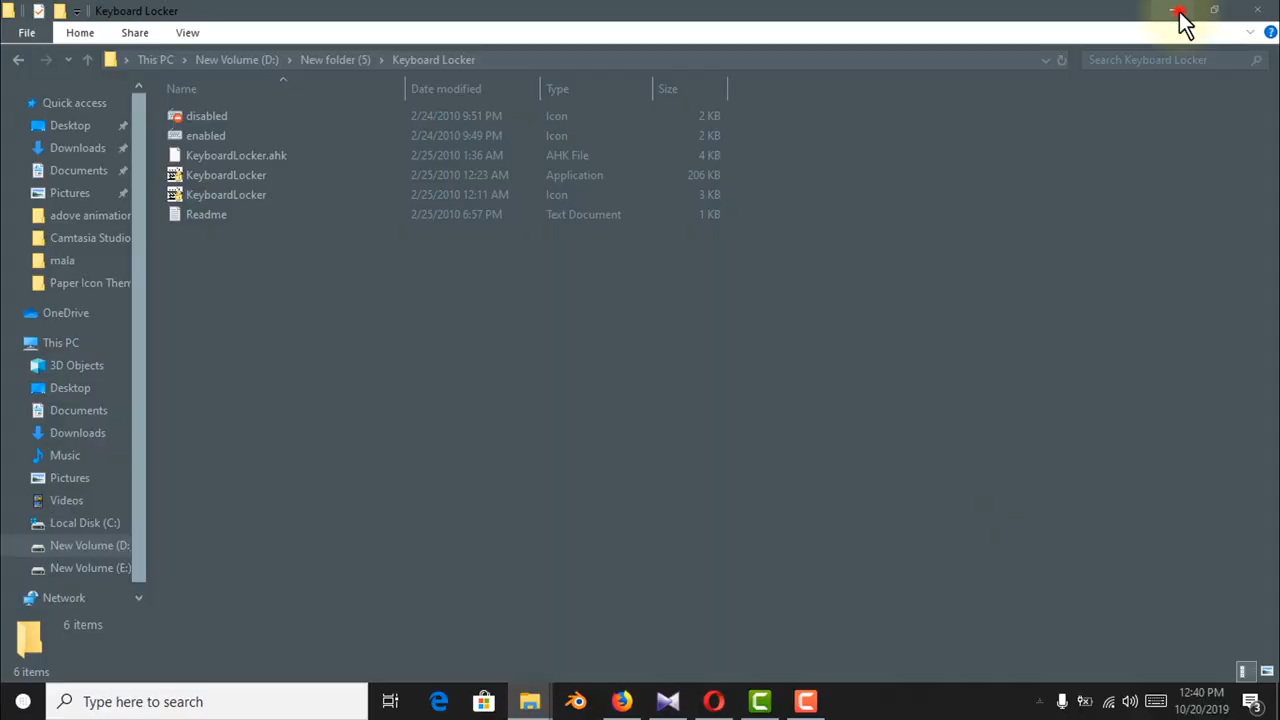 Keyboard Locker
File Home Share View
This PC New Volume (D:) New folder (5) Keyboard Locker Search Keyboard Locker
Name Date modified Type Size
Quick access
Desktop
Downloads
Documents
Pictures
adove animation
Camtasia Studio
mala
Paper Icon Them
OneDrive
This PC
3D Objects
Desktop
Documents
Downloads
Music
Pictures
Videos
Local Disk (C:)
New Volume (D:
New Volume (E:)
Network
disabled 2/24/2010 9:51 PM Icon 2 KB
enabled 2/24/2010 9:49 PM Icon 2 KB
KeyboardLocker.ahk 2/25/2010 1:36 AM AHK File 4 KB
KeyboardLocker 2/25/2010 12:23 AM Application 206 KB
KeyboardLocker 2/25/2010 12:11 AM Icon 3 KB
Readme 2/25/2010 6:57 PM Text Document 1 KB
6 items
6 items
Type here to search
12:40 PM
10/20/2019
3